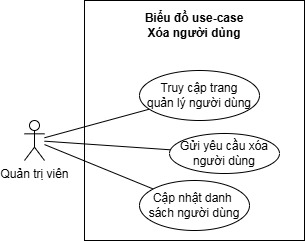 Biểu đồ use-case
Xóa người dùng
Truy cập trang
quản lý người dùng
Gửi yêu cầu xóa
người dùng
Quản trị viên
Cập nhật danh
sách người dùng